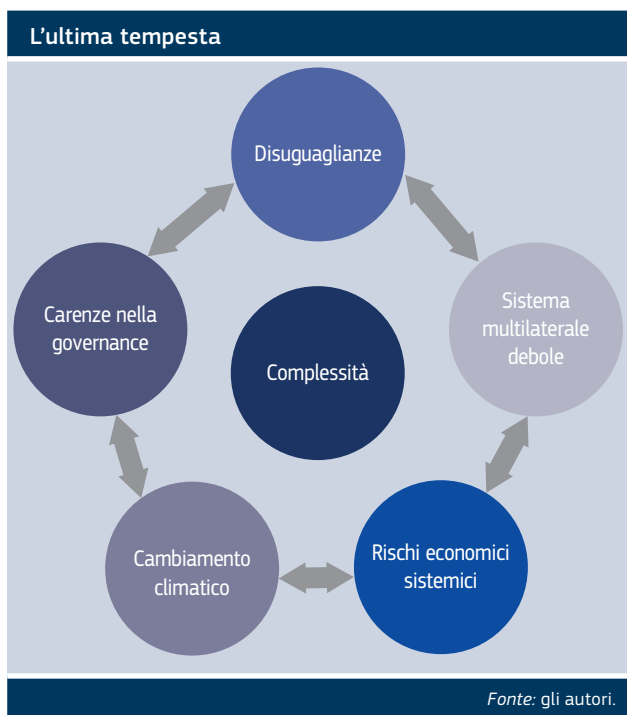 L'ultima tempesta
Disuguaglianze
Carenze nella
governance
Sistema
multilaterale
debole
Complessità
Cambiamento
climatico
Rischi economici
sistemici
Fonte: gli autori.